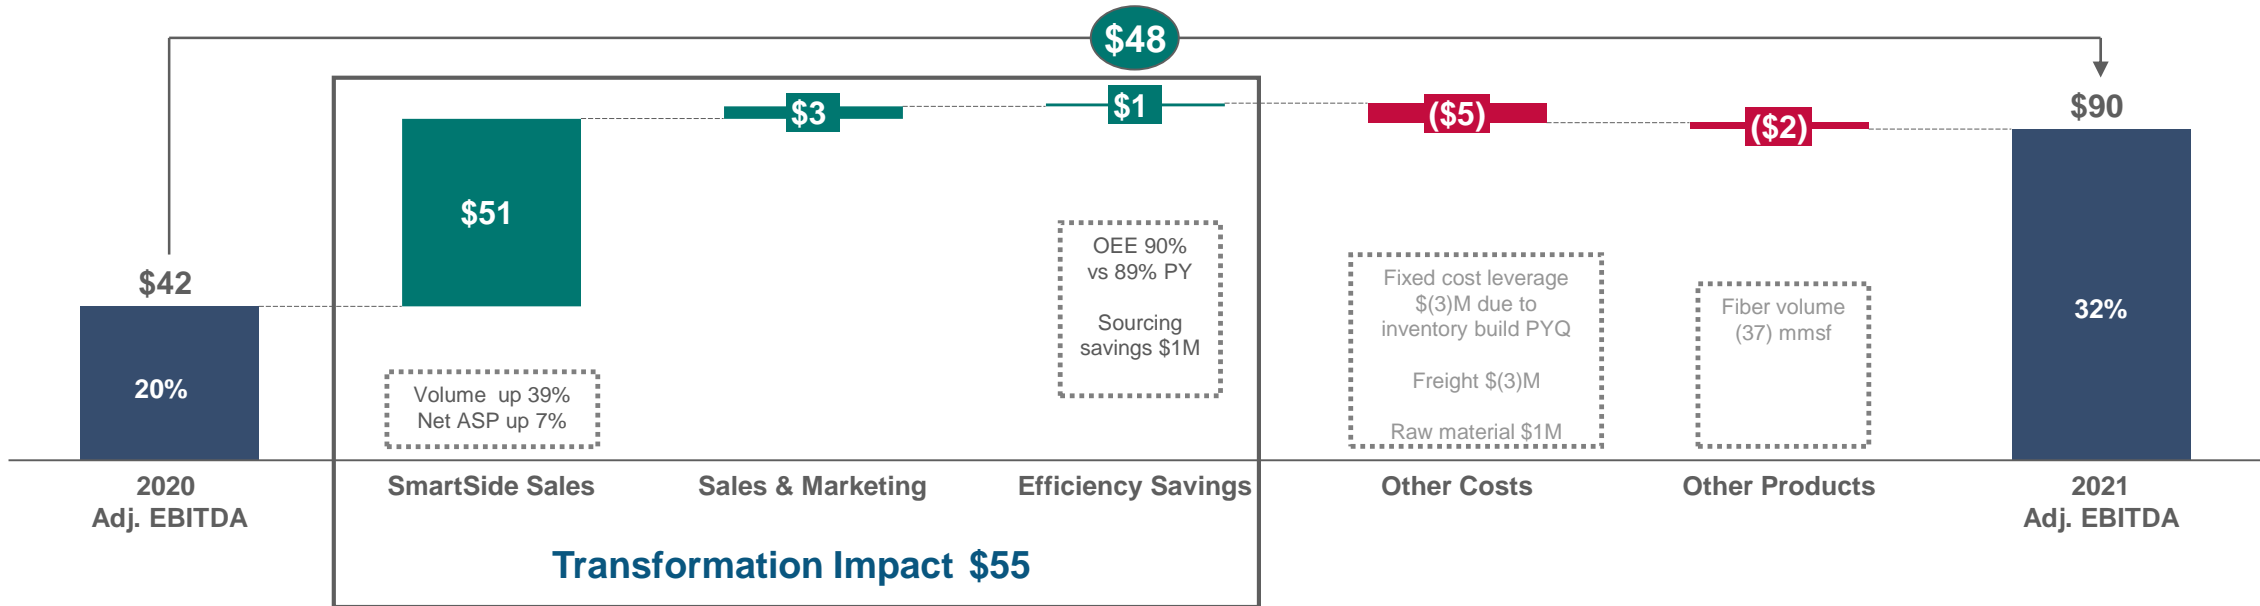 $48
$42
20%
$51
Volume up 39%
Net ASP up 7%
$3
$1
OEE 90%
vs 89% PY
Sourcing
savings $1M
($5)
Fixed cost leverage
$(3)M due to
inventory build PYQ
Freight $(3)M
Raw material $1M
($2)
Fiber volume
(37) mmsf
$90
32%
2020
Adj. EBITDA
SmartSide Sales
Sales & Marketing
Efficiency Savings
Other Costs
Other Products
2021
Adj. EBITDA
Transformation Impact $55